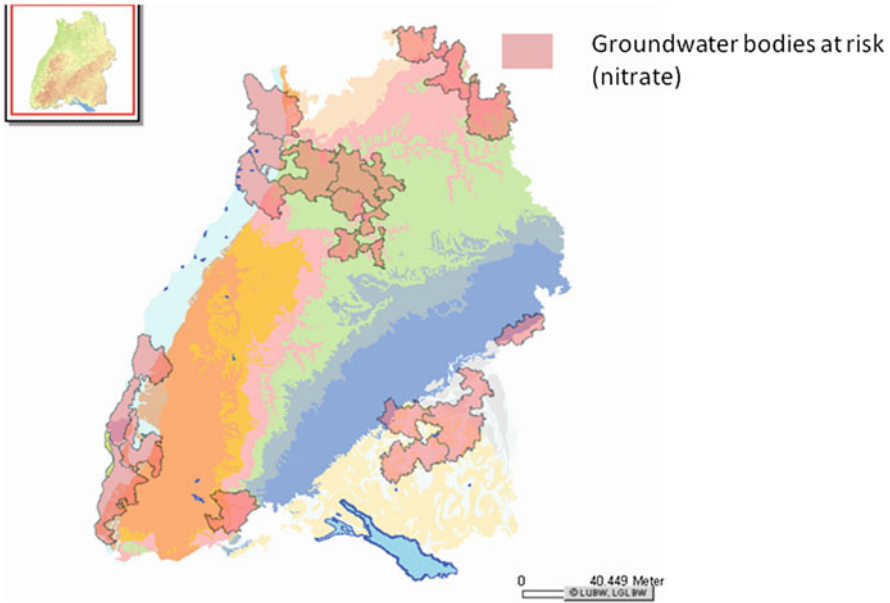 Groundwater bodies at risk
(nitrate)
0 40.449 Meter
© LUBW, LGL BW